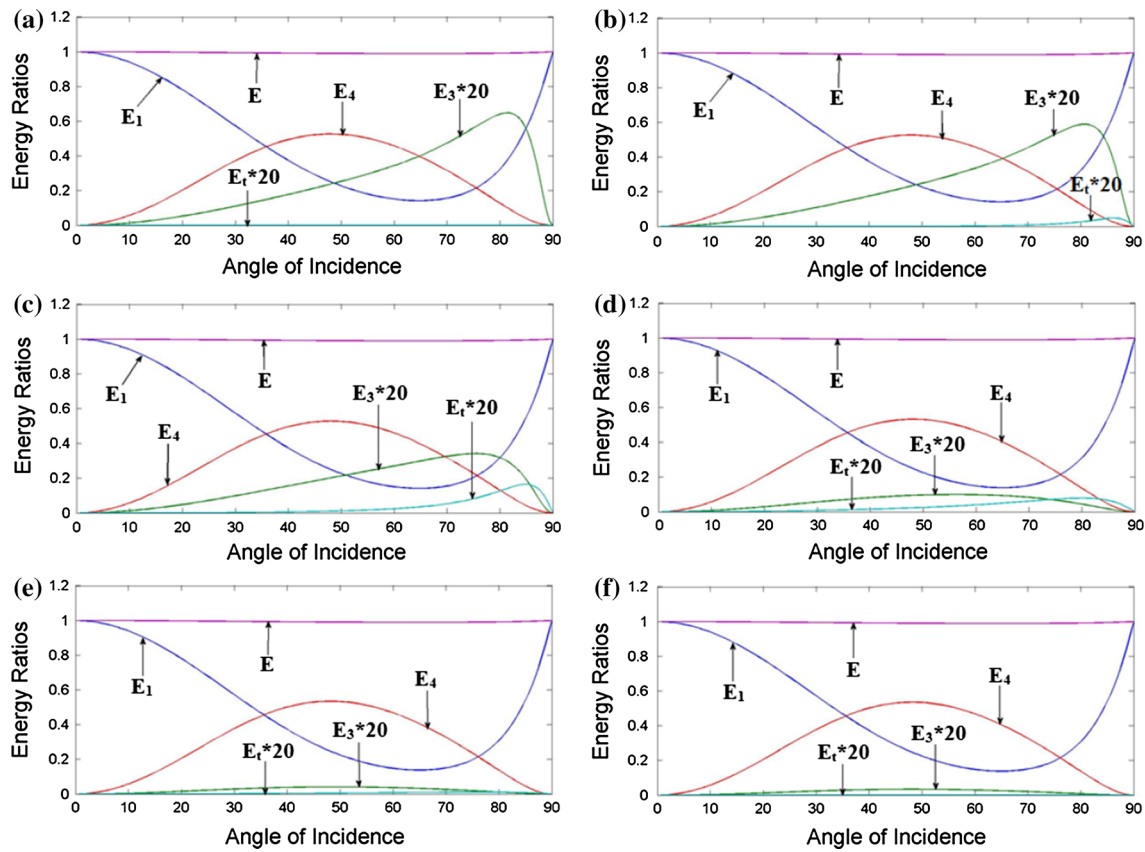 (a)
1.2
1
0.8
0.6
0.4
0.2
0
Energy Ratios
E₁
E
E₄
E₃*20
Eₜ*20
0 10 20 30 40 50 60 70 80 90
Angle of Incidence
(b)
1.2
1
0.8
0.6
0.4
0.2
0
Energy Ratios
E₁
E
E₄
E₃*20
Eₜ*20
0 10 20 30 40 50 60 70 80 90
Angle of Incidence
(c)
1.2
1
0.8
0.6
0.4
0.2
0
Energy Ratios
E₁
E
E₃*20
Eₜ*20
E₄
0 10 20 30 40 50 60 70 80 90
Angle of Incidence
(d)
1.2
1
0.8
0.6
0.4
0.2
0
Energy Ratios
E₁
E
E₄
E₃*20
Eₜ*20
0 10 20 30 40 50 60 70 80 90
Angle of Incidence
(e)
1.2
1
0.8
0.6
0.4
0.2
0
Energy Ratios
E₁
E
E₄
Eₜ*20
E₃*20
0 10 20 30 40 50 60 70 80 90
Angle of Incidence
(f)
1.2
1
0.8
0.6
0.4
0.2
0
Energy Ratios
E₁
E
E₄
Eₜ*20
E₃*20
0 10 20 30 40 50 60 70 80 90
Angle of Incidence